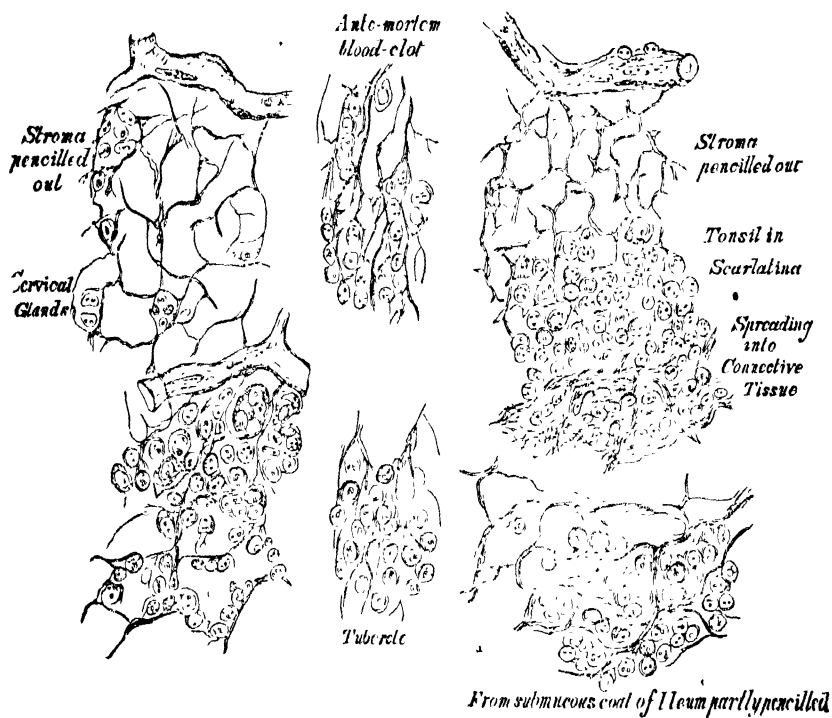 Ante-mortem
blood-clot
Stroma
pencilled
out
Cervical
Glands
Stroma
pencilled out
Tonsil in
Scarlatina
Spreading
into
Connective
Tissue
Tubercle
From submucous coat of Ileum partly pencilled